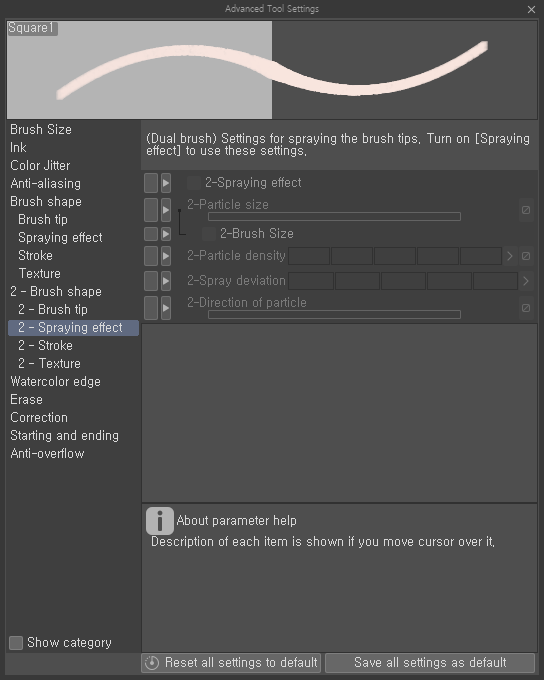 Advanced Tool Settings
Square1
(Dual brush) Settings for spraying the brush tips. Turn on [Spraying
effect] to use these settings.
Brush Size
Ink
Color Jitter
Anti-aliasing
Brush shape
Brush tip
Spraying effect
Stroke
Texture
2 - Brush shape
2 - Brush tip
2 - Spraying effect
2 - Stroke
2 - Texture
Watercolor edge
Erase
Correction
Starting and ending
Anti-overflow
2-Spraying effect
2-Particle size
2-Brush Size
2-Particle density
2-Spray deviation
2-Direction of particle
About parameter help
Description of each item is shown if you move cursor over it.
Show category
Reset all settings to default
Save all settings as default